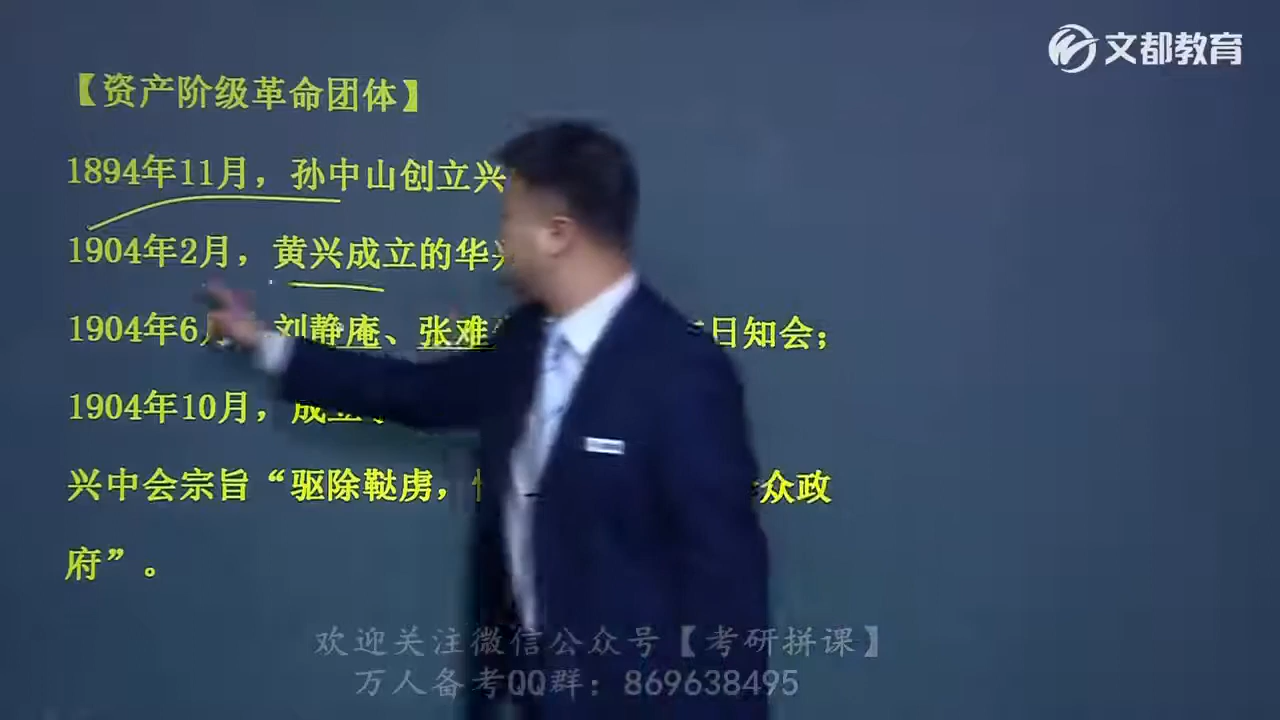 文都教育
【资产阶级革命团体】
1894年11月，孙中山创立兴
1904年2月，黄兴成立的华兴
1904年6月 刘静庵、张难 日知会；
1904年10月，成立
兴中会宗旨“驱除鞑虏， 众政
府”。
欢迎关注微信公众号【考研拼课】
万人备考QQ群：869638495